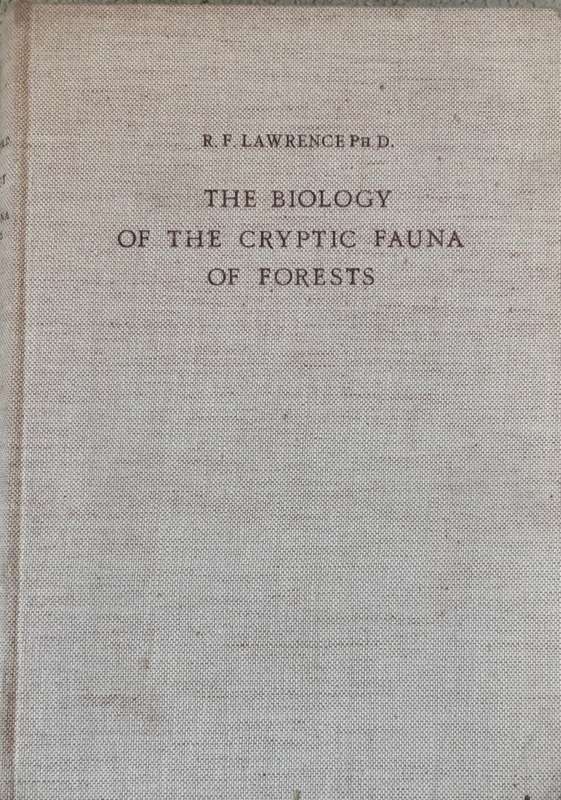 R. F. LAWRENCE PH D.
THE BIOLOGY
OF THE CRYPTIC FAUNA
OF FORESTS